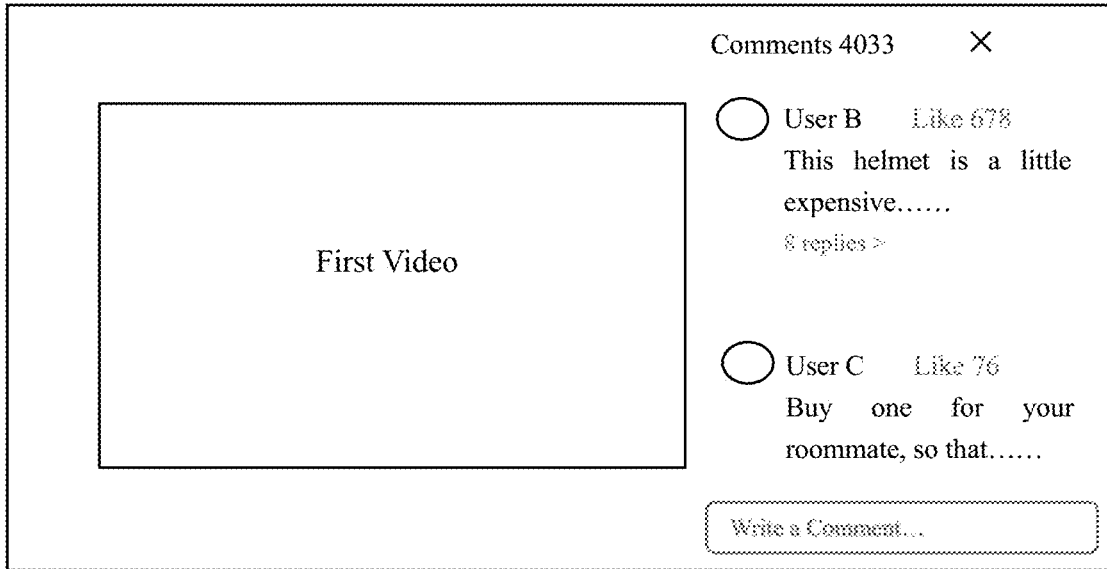 Comments 4033 ×
First Video
User B Like 678
This helmet is a little
expensive……
8 replies >
User C Like 76
Buy one for your
roommate, so that……
Write a Comment…